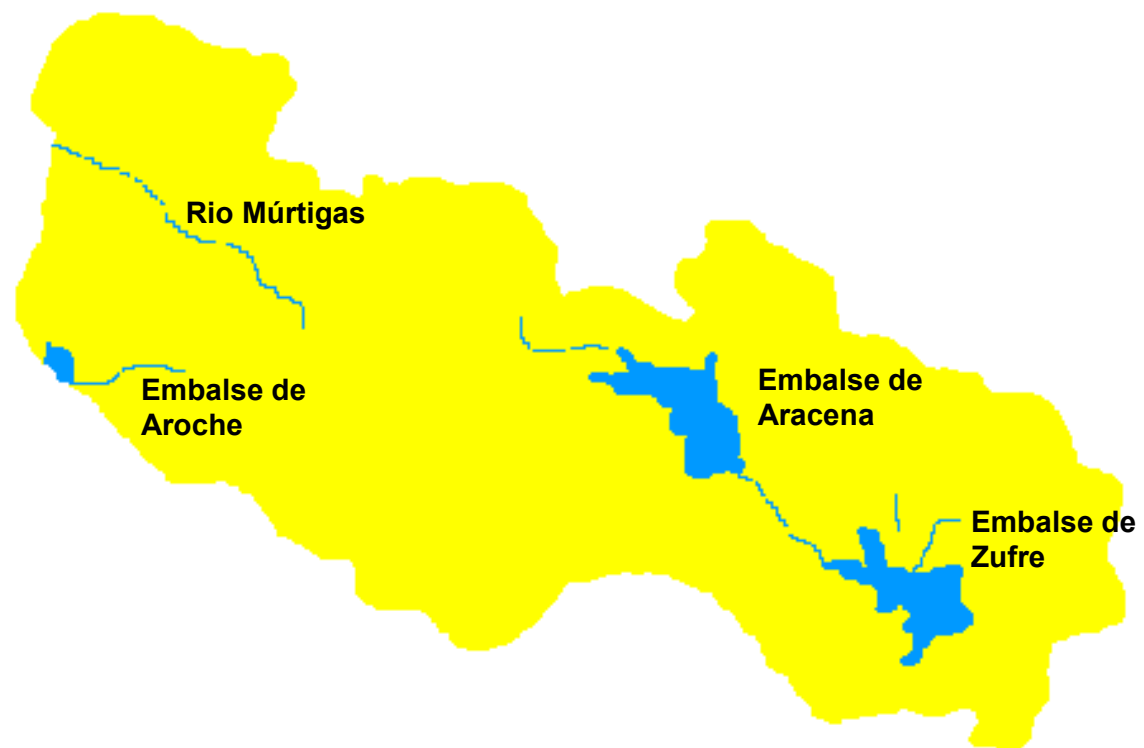 Rio Múrtigas
Embalse de
Aroche
Embalse de
Aracena
Embalse de
Zufre